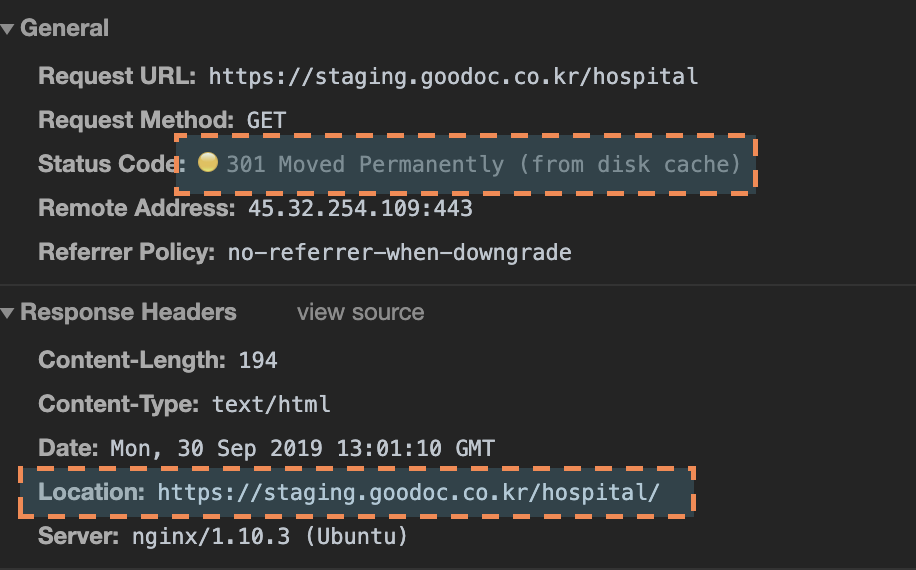 General
Request URL: https://staging.goodoc.co.kr/hospital
Request Method: GET
Status Code: 301 Moved Permanently (from disk cache)
Remote Address: 45.32.254.109:443
Referrer Policy: no-referrer-when-downgrade
Response Headers view source
Content-Length: 194
Content-Type: text/html
Date: Mon, 30 Sep 2019 13:01:10 GMT
Location: https://staging.goodoc.co.kr/hospital/
Server: nginx/1.10.3 (Ubuntu)